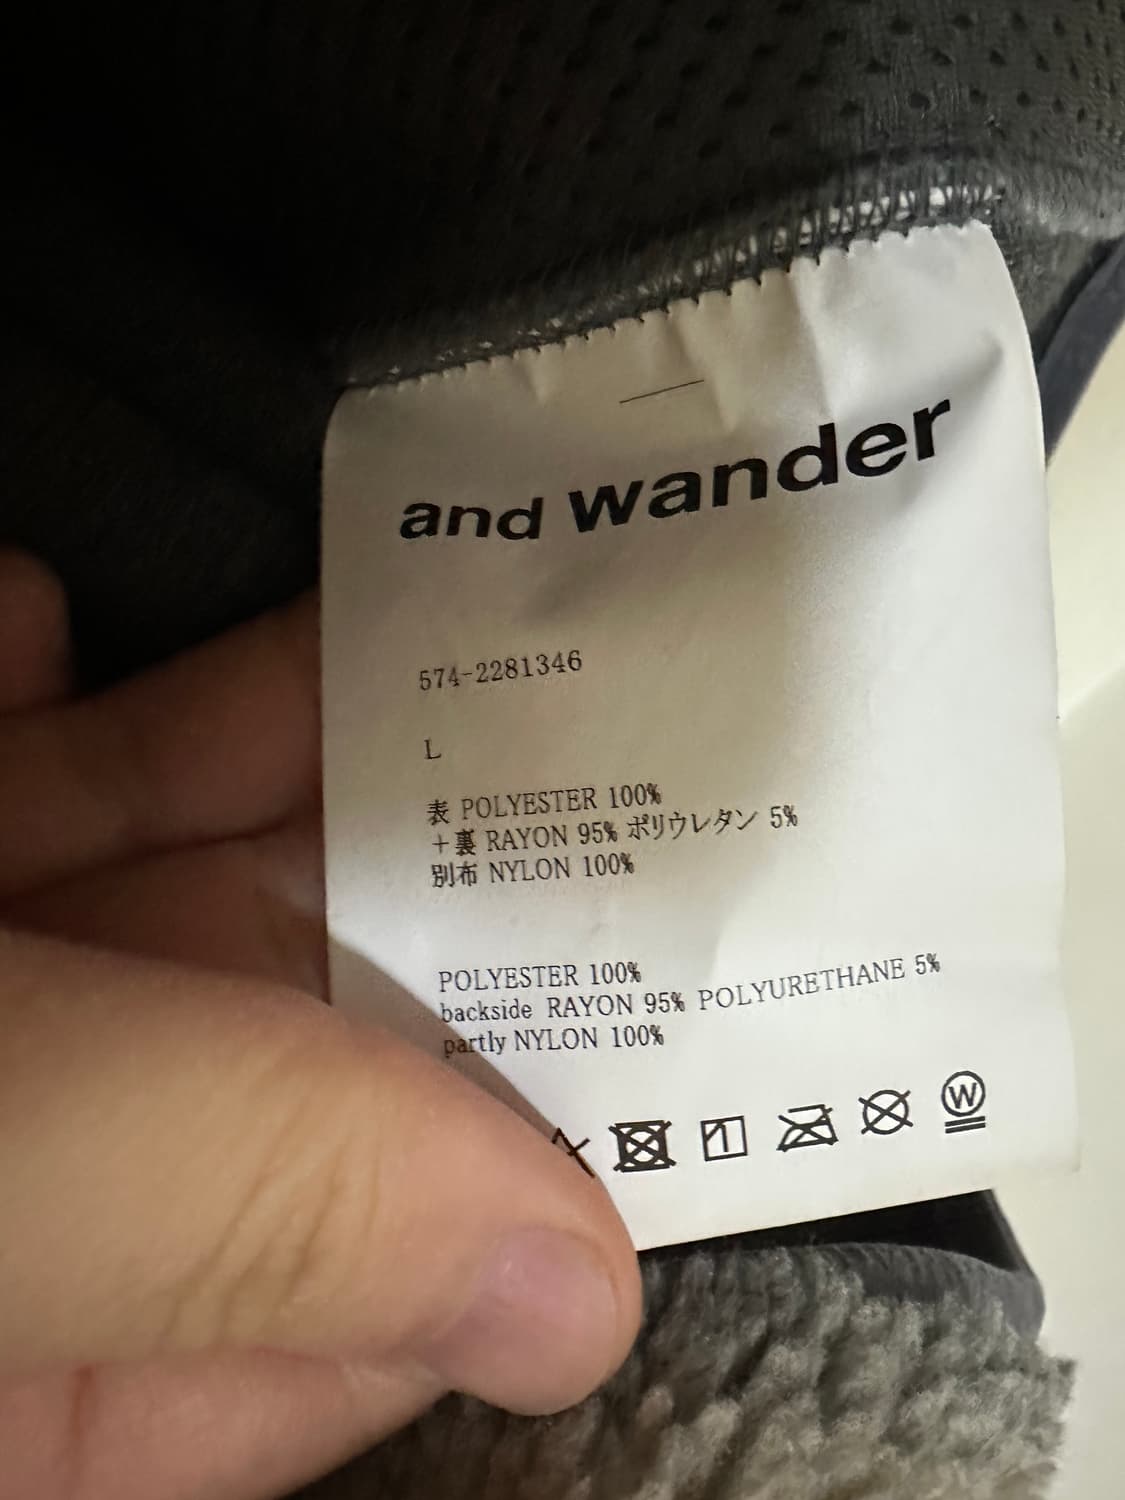 and wander
574-2281346
L
表 POLYESTER 100%
＋裏 RAYON 95% ポリウレタン 5%
別布 NYLON 100%
POLYESTER 100%
backside RAYON 95% POLYURETHANE 5%
partly NYLON 100%
W